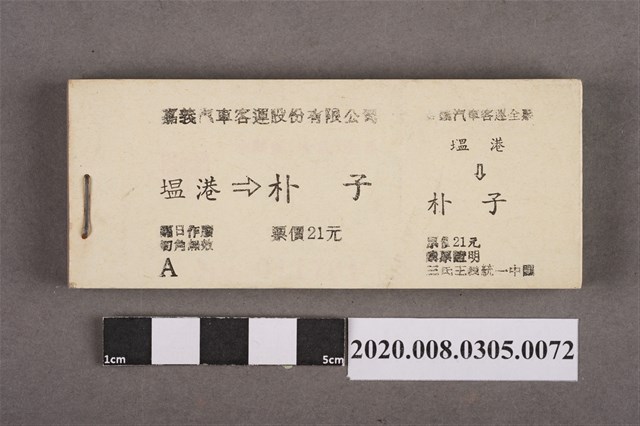 嘉義汽車客運股份有限公司
塭港⇨朴子
隔日作廢
票價21元
剪角無效
A
汽車客運全票
塭港
⇩
朴子
票價21元
乘車證明
三民主義統一中國
1cm
5cm
2020.008.0305.0072